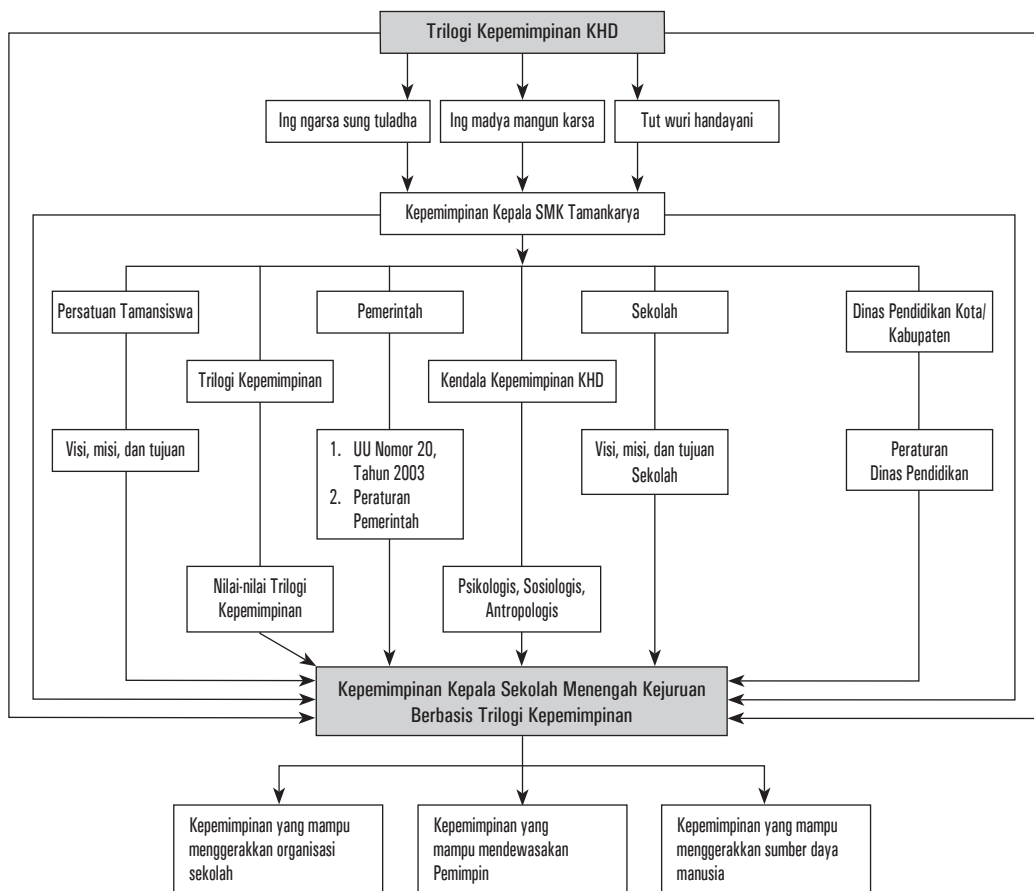 Trilogi Kepemimpinan KHD
Ing ngarsa sung tuladha
Ing madya mangun karsa
Tut wuri handayani
Kepemimpinan Kepala SMK Tamankarya
Persatuan Tamansiswa
Pemerintah
Sekolah
Dinas Pendidikan Kota/
Kabupaten
Trilogi Kepemimpinan
Kendala Kepemimpinan KHD
Visi, misi, dan tujuan
1. UU Nomor 20,
Tahun 2003
2. Peraturan
Pemerintah
Visi, misi, dan tujuan
Sekolah
Peraturan
Dinas Pendidikan
Nilai-nilai Trilogi
Kepemimpinan
Psikologis, Sosiologis,
Antropologis
Kepemimpinan Kepala Sekolah Menengah Kejuruan
Berbasis Trilogi Kepemimpinan
Kepemimpinan yang mampu
menggerakkan organisasi
sekolah
Kepemimpinan yang
mampu mendewasakan
Pemimpin
Kepemimpinan yang mampu
menggerakkan sumber daya
manusia